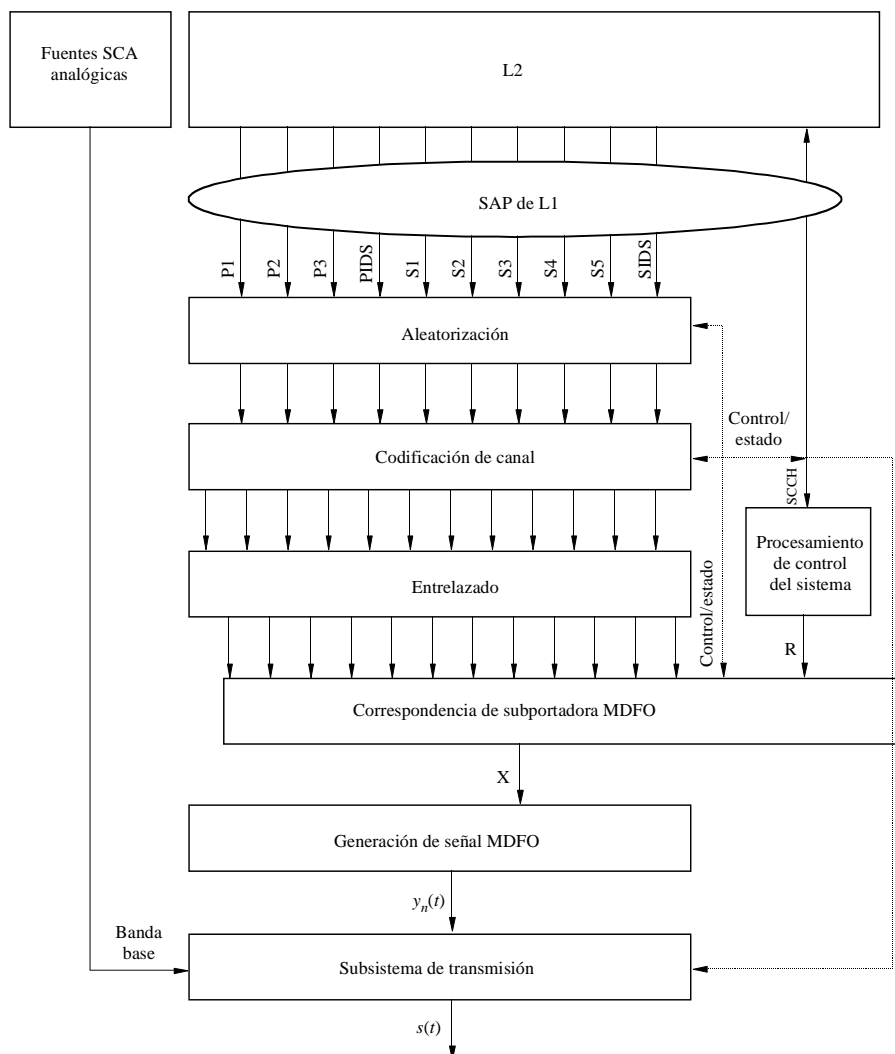 Fuentes SCA
analógicas
L2
SAP de L1
P1
P2
P3
PIDS
S1
S2
S3
S4
S5
SIDS
Aleatorización
Control/
estado
Codificación de canal
SCCH
Procesamiento
de control
del sistema
Entrelazado
Control/estado
R
Correspondencia de subportadora MDFO
X
Generación de señal MDFO
yn(t)
Banda
base
Subsistema de transmisión
s(t)